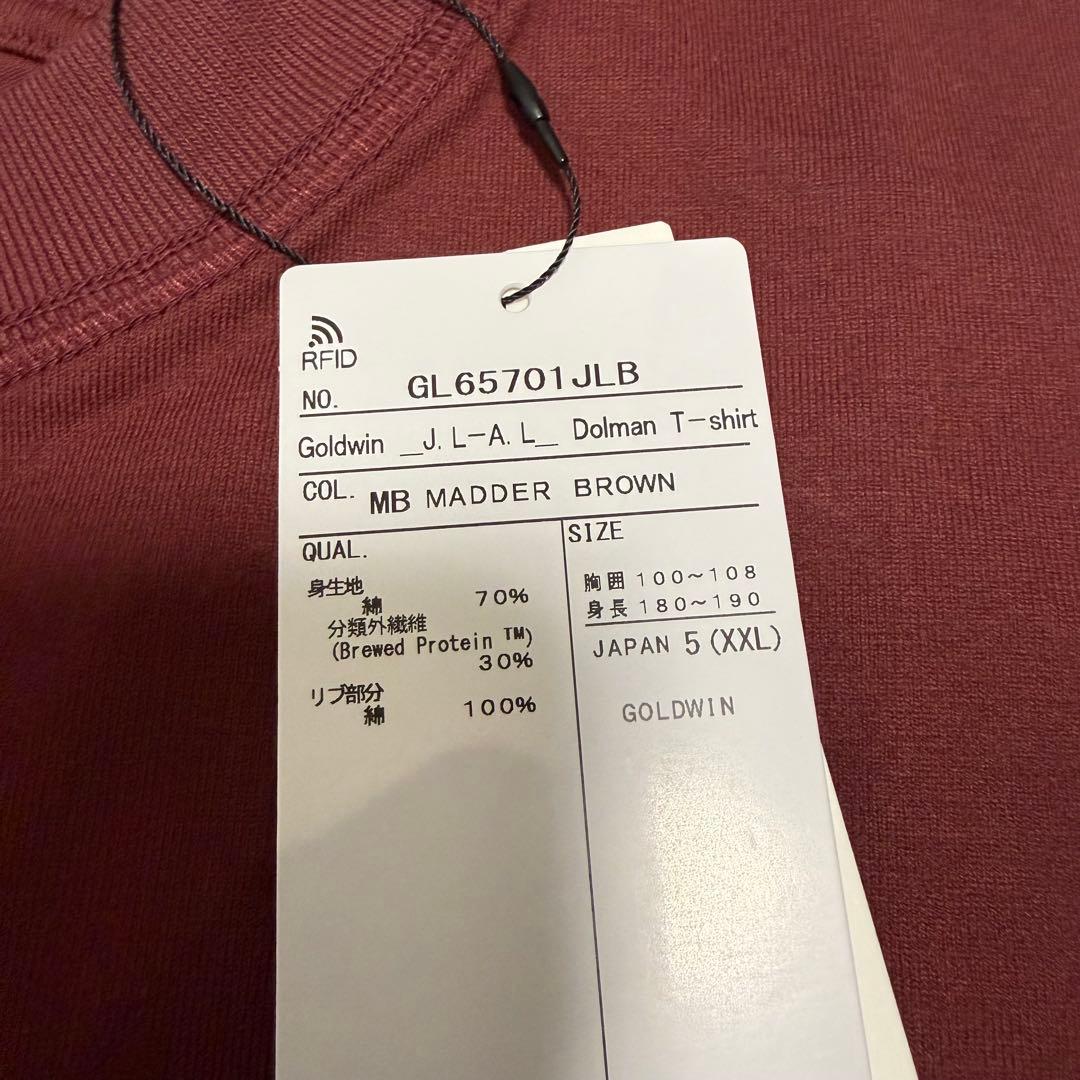 RFID
NO. GL65701JLB
Goldwin _J.L-A.L_ Dolman T-shirt
COL. MB MADDER BROWN
QUAL.
身生地
綿 70%
分類外繊維
(Brewed Protein ™)
30%
リブ部分
綿 100%
SIZE
胸囲 100~108
身長 180~190
JAPAN 5 (XXL)
GOLDWIN